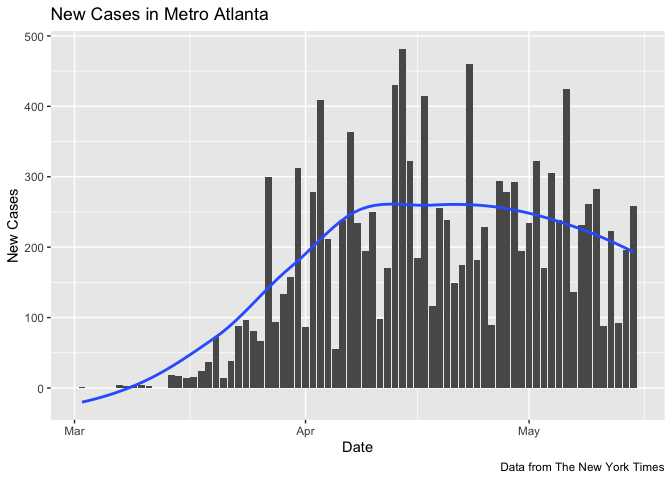 New Cases in Metro Atlanta
500
400
300
200
100
0
New Cases
Mar
Apr
May
Date
Data from The New York Times